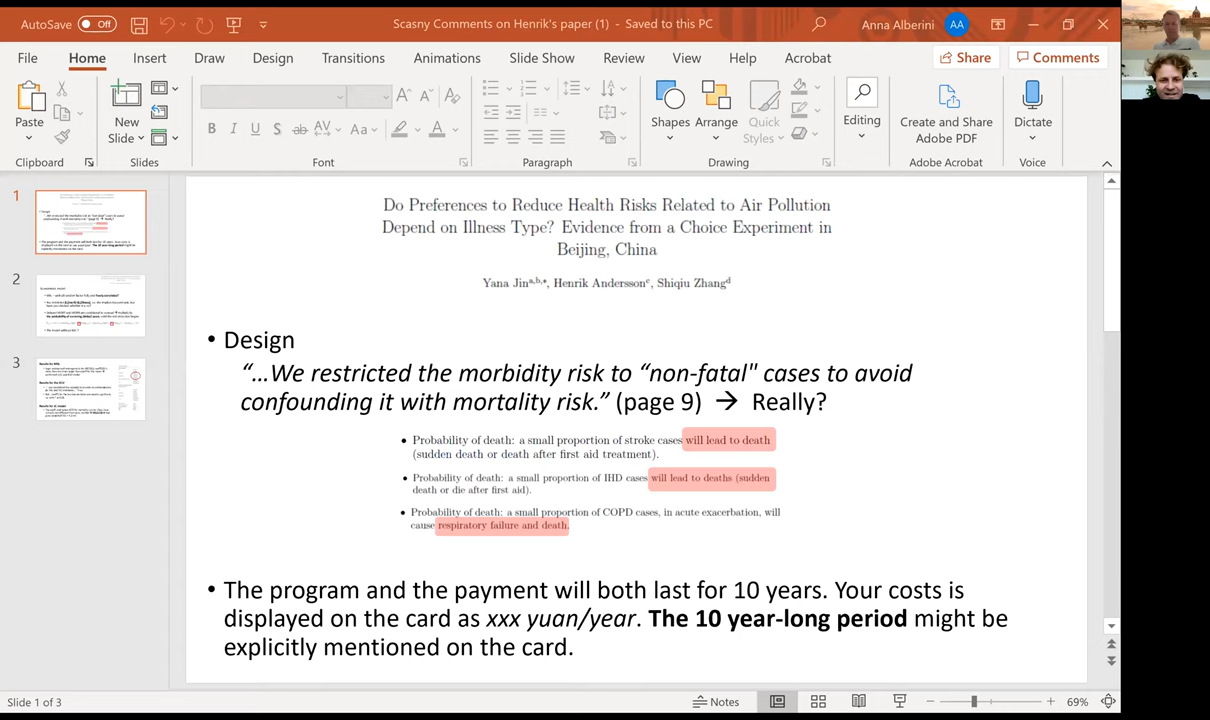 AutoSave Off Scasny Comments on Henrik's paper (1) - Saved to this PC Anna Alberini AA
File Home Insert Draw Design Transitions Animations Slide Show Review View Help Acrobat Share Comments
Paste New Slide B I U S ab AV Aa A Shapes Arrange Quick Styles Editing Create and Share Adobe PDF Dictate
Clipboard Slides Font Paragraph Drawing Adobe Acrobat Voice
1
2
3
Do Preferences to Reduce Health Risks Related to Air Pollution
Depend on Illness Type? Evidence from a Choice Experiment in
Beijing, China
Yana Jinᵃ,ᵇ,*, Henrik Anderssonᶜ, Shiqiu Zhangᵈ
• Design
“…We restricted the morbidity risk to “non-fatal" cases to avoid
confounding it with mortality risk.” (page 9) → Really?
• Probability of death: a small proportion of stroke cases will lead to death
(sudden death or death after first aid treatment).
• Probability of death: a small proportion of IHD cases will lead to deaths (sudden
death or die after first aid).
• Probability of death: a small proportion of COPD cases, in acute exacerbation, will
cause respiratory failure and death.
• The program and the payment will both last for 10 years. Your costs is
displayed on the card as xxx yuan/year. The 10 year-long period might be
explicitly mentioned on the card.
Slide 1 of 3 Notes 69%